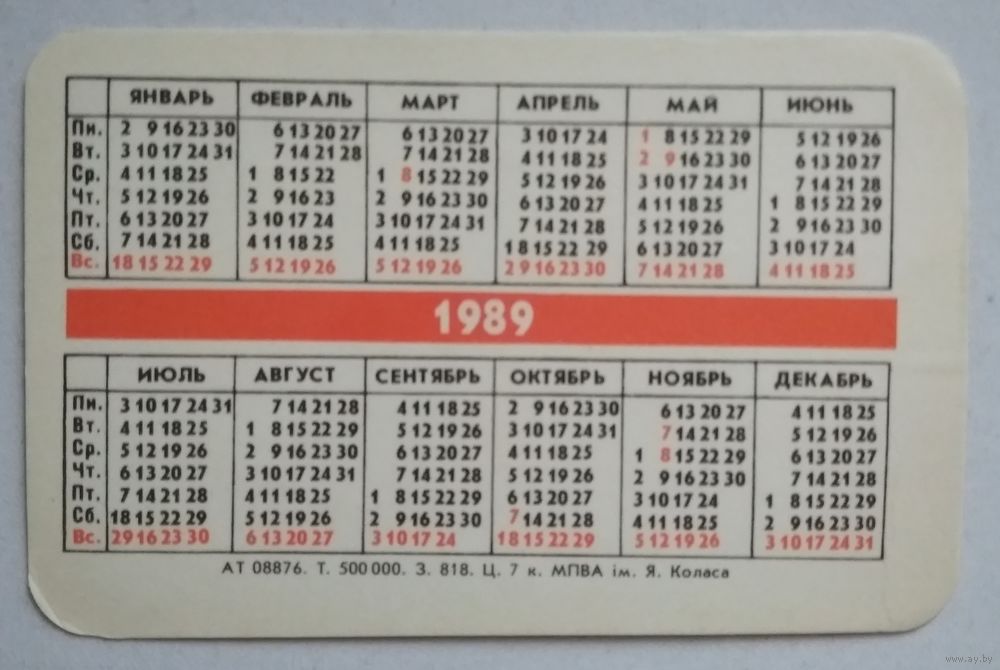 ЯНВАРЬ ФЕВРАЛЬ МАРТ АПРЕЛЬ МАЙ ИЮНЬ
Пн. 2 9 16 23 30 6 13 20 27 6 13 20 27 3 10 17 24 1 8 15 22 29 5 12 19 26
Вт. 3 10 17 24 31 7 14 21 28 7 14 21 28 4 11 18 25 2 9 16 23 30 6 13 20 27
Ср. 4 11 18 25 1 8 15 22 1 8 15 22 29 5 12 19 26 3 10 17 24 31 7 14 21 28
Чт. 5 12 19 26 2 9 16 23 2 9 16 23 30 6 13 20 27 4 11 18 25 1 8 15 22 29
Пт. 6 13 20 27 3 10 17 24 3 10 17 24 31 7 14 21 28 5 12 19 26 2 9 16 23 30
Сб. 7 14 21 28 4 11 18 25 4 11 18 25 1 8 15 22 29 6 13 20 27 3 10 17 24
Вс. 1 8 15 22 29 5 12 19 26 5 12 19 26 2 9 16 23 30 7 14 21 28 4 11 18 25
1989
ИЮЛЬ АВГУСТ СЕНТЯБРЬ ОКТЯБРЬ НОЯБРЬ ДЕКАБРЬ
Пн. 3 10 17 24 31 7 14 21 28 4 11 18 25 2 9 16 23 30 6 13 20 27 4 11 18 25
Вт. 4 11 18 25 1 8 15 22 29 5 12 19 26 3 10 17 24 31 7 14 21 28 5 12 19 26
Ср. 5 12 19 26 2 9 16 23 30 6 13 20 27 4 11 18 25 1 8 15 22 29 6 13 20 27
Чт. 6 13 20 27 3 10 17 24 31 7 14 21 28 5 12 19 26 2 9 16 23 30 7 14 21 28
Пт. 7 14 21 28 4 11 18 25 1 8 15 22 29 6 13 20 27 3 10 17 24 1 8 15 22 29
Сб. 1 8 15 22 29 5 12 19 26 2 9 16 23 30 7 14 21 28 4 11 18 25 2 9 16 23 30
Вс. 2 9 16 23 30 6 13 20 27 3 10 17 24 1 8 15 22 29 5 12 19 26 3 10 17 24 31
АТ 08876. Т. 500 000. З. 818. Ц. 7 к. МПВА ім. Я. Коласа
www.ay.by